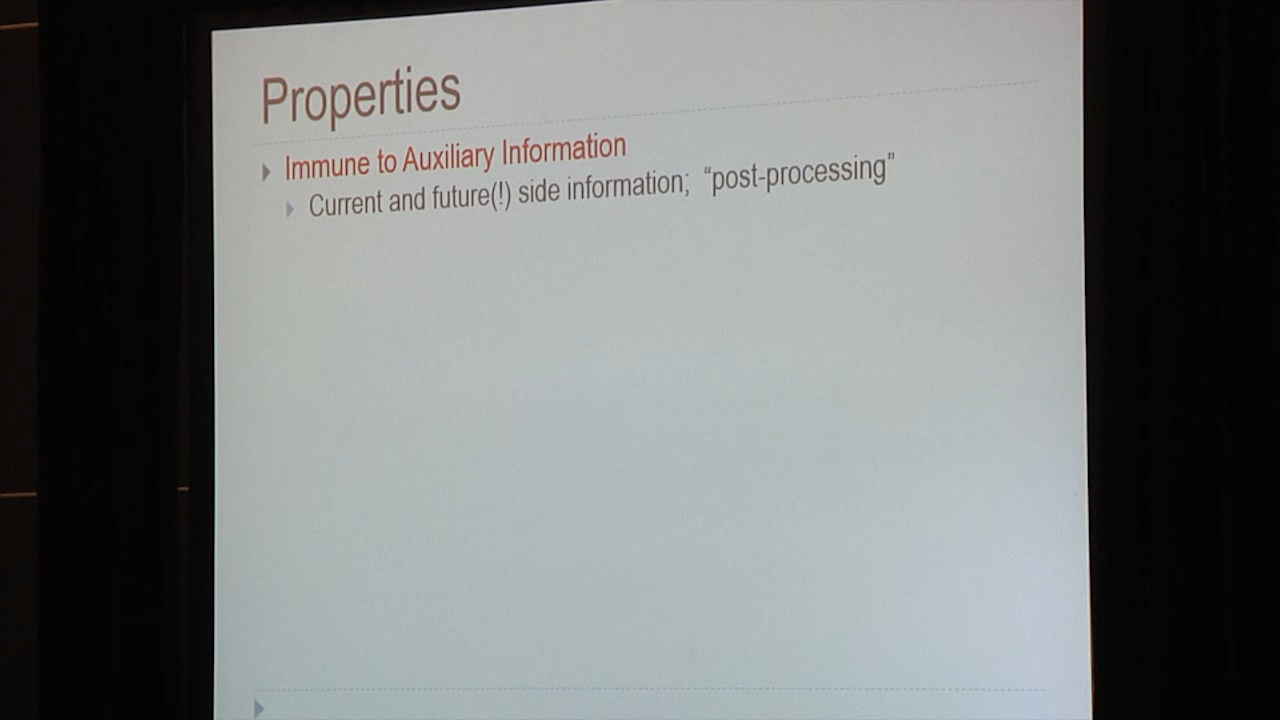 Properties
Immune to Auxiliary Information
Current and future(!) side information; “post-processing”